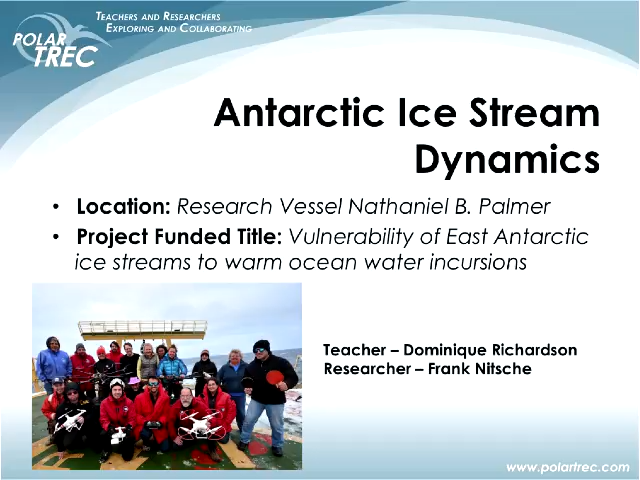 TEACHERS AND RESEARCHERS
EXPLORING AND COLLABORATING
POLAR
TREC
Antarctic Ice Stream
Dynamics
• Location: Research Vessel Nathaniel B. Palmer
• Project Funded Title: Vulnerability of East Antarctic
ice streams to warm ocean water incursions
Teacher – Dominique Richardson
Researcher – Frank Nitsche
www.polartrec.com